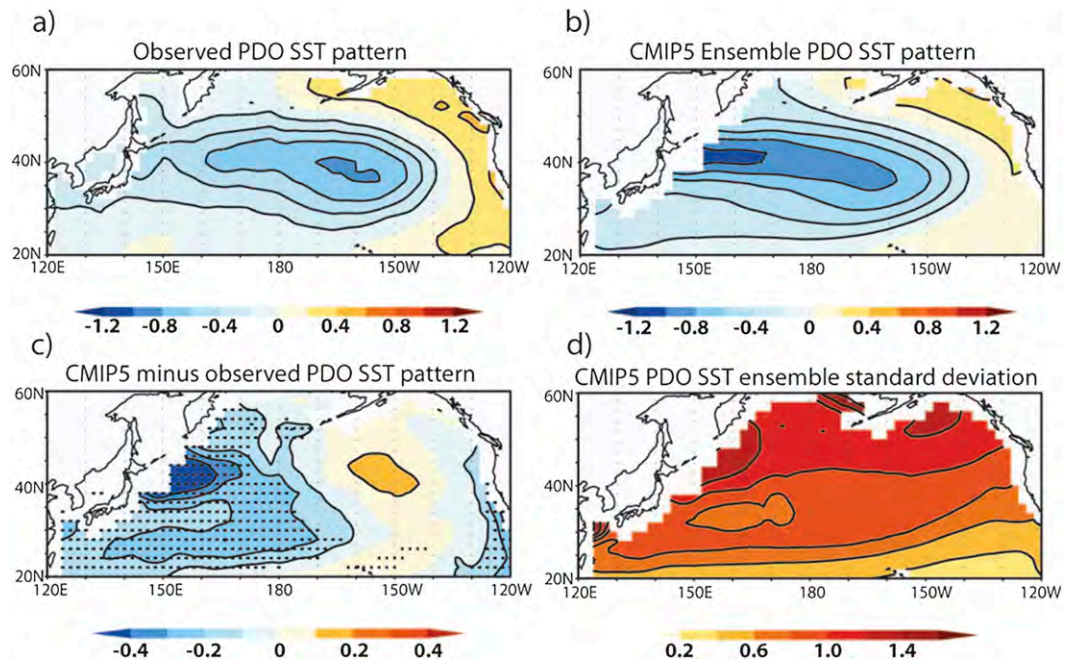 a)
Observed PDO SST pattern
60N
40N
20N
120E 150E 180 150W 120W
-1.2 -0.8 -0.4 0 0.4 0.8 1.2
b)
CMIP5 Ensemble PDO SST pattern
60N
40N
20N
120E 150E 180 150W 120W
-1.2 -0.8 -0.4 0 0.4 0.8 1.2
c)
CMIP5 minus observed PDO SST pattern
60N
40N
20N
120E 150E 180 150W 120W
-0.4 -0.2 0 0.2 0.4
d)
CMIP5 PDO SST ensemble standard deviation
60N
40N
20N
120E 150E 180 150W 120W
0.2 0.6 1.0 1.4